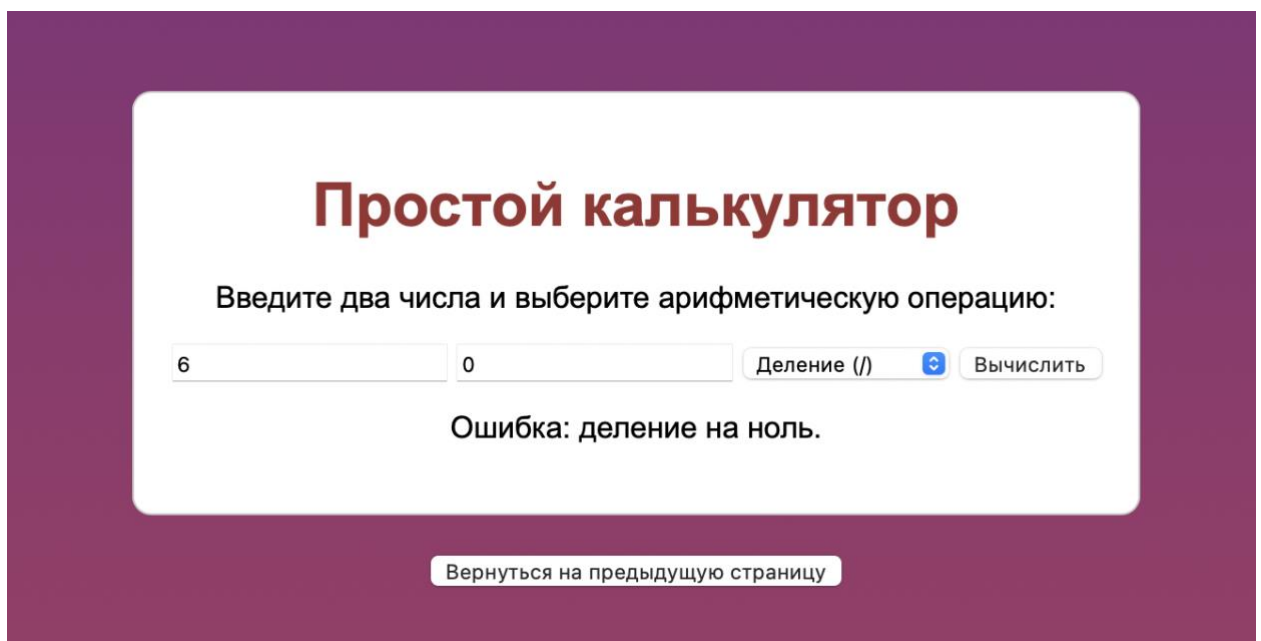 Простой калькулятор
Введите два числа и выберите арифметическую операцию:
6 0 Деление (/) Вычислить
Ошибка: деление на ноль.
Вернуться на предыдущую страницу